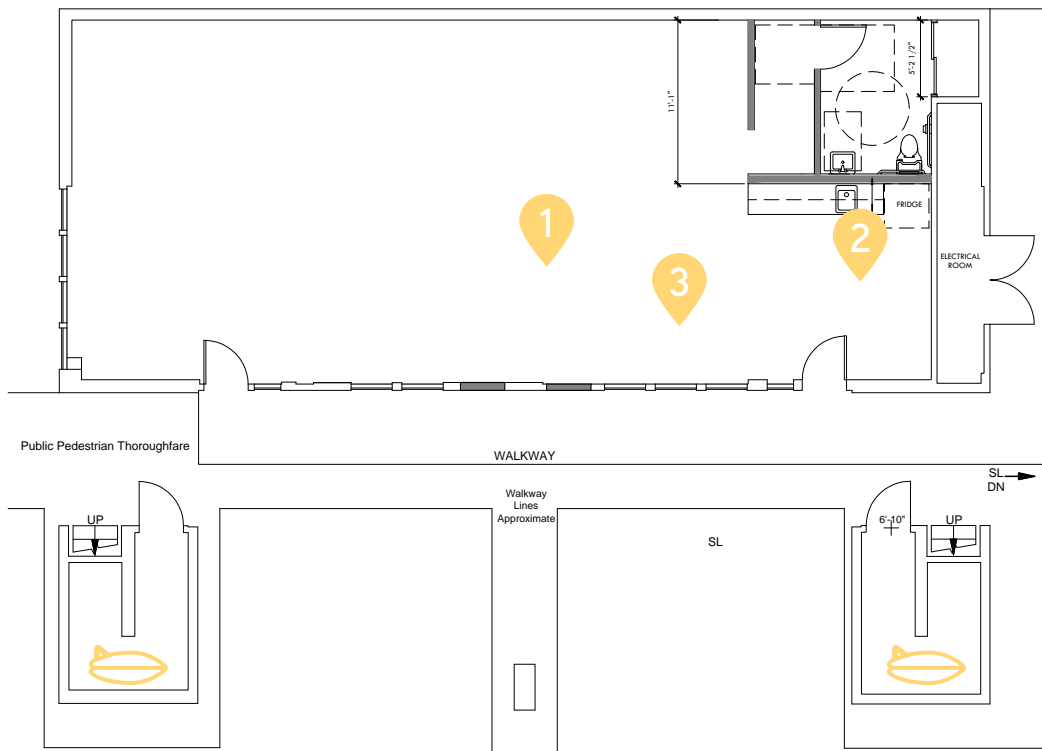 11'-1"
5'-2 1/2"
1
2
FRIDGE
3
ELECTRICAL
ROOM
Public Pedestrian Thoroughfare
WALKWAY
SL
DN
Walkway
Lines
Approximate
UP
6'-10"
UP
SL